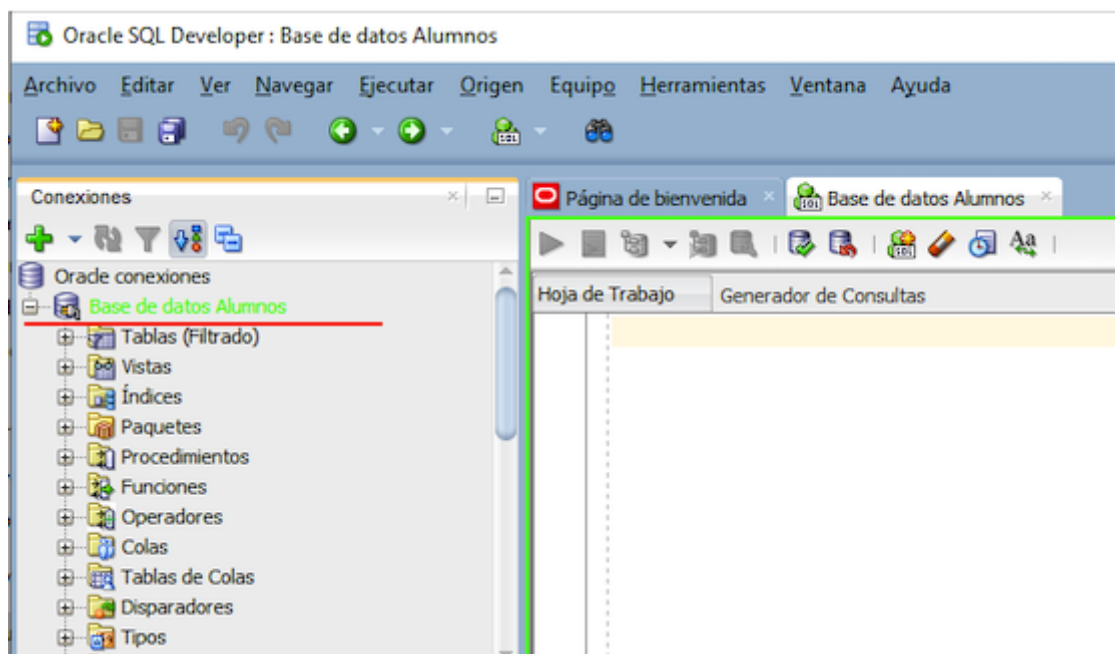 Oracle SQL Developer : Base de datos Alumnos
Archivo Editar Ver Navegar Ejecutar Origen Equipo Herramientas Ventana Ayuda
Conexiones
Página de bienvenida
Base de datos Alumnos
Oracle conexiones
Base de datos Alumnos
Tablas (Filtrado)
Vistas
Índices
Paquetes
Procedimientos
Funciones
Operadores
Colas
Tablas de Colas
Disparadores
Tipos
Hoja de Trabajo
Generador de Consultas